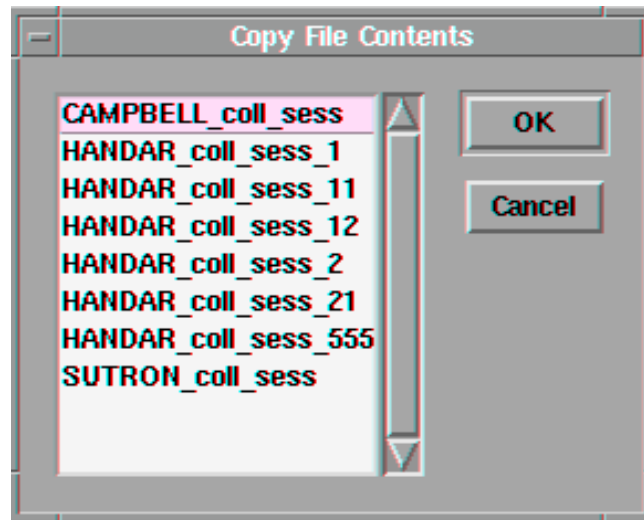 Copy File Contents
CAMPBELL_coll_sess
HANDAR_coll_sess_1
HANDAR_coll_sess_11
HANDAR_coll_sess_12
HANDAR_coll_sess_2
HANDAR_coll_sess_21
HANDAR_coll_sess_555
SUTRON_coll_sess
OK
Cancel